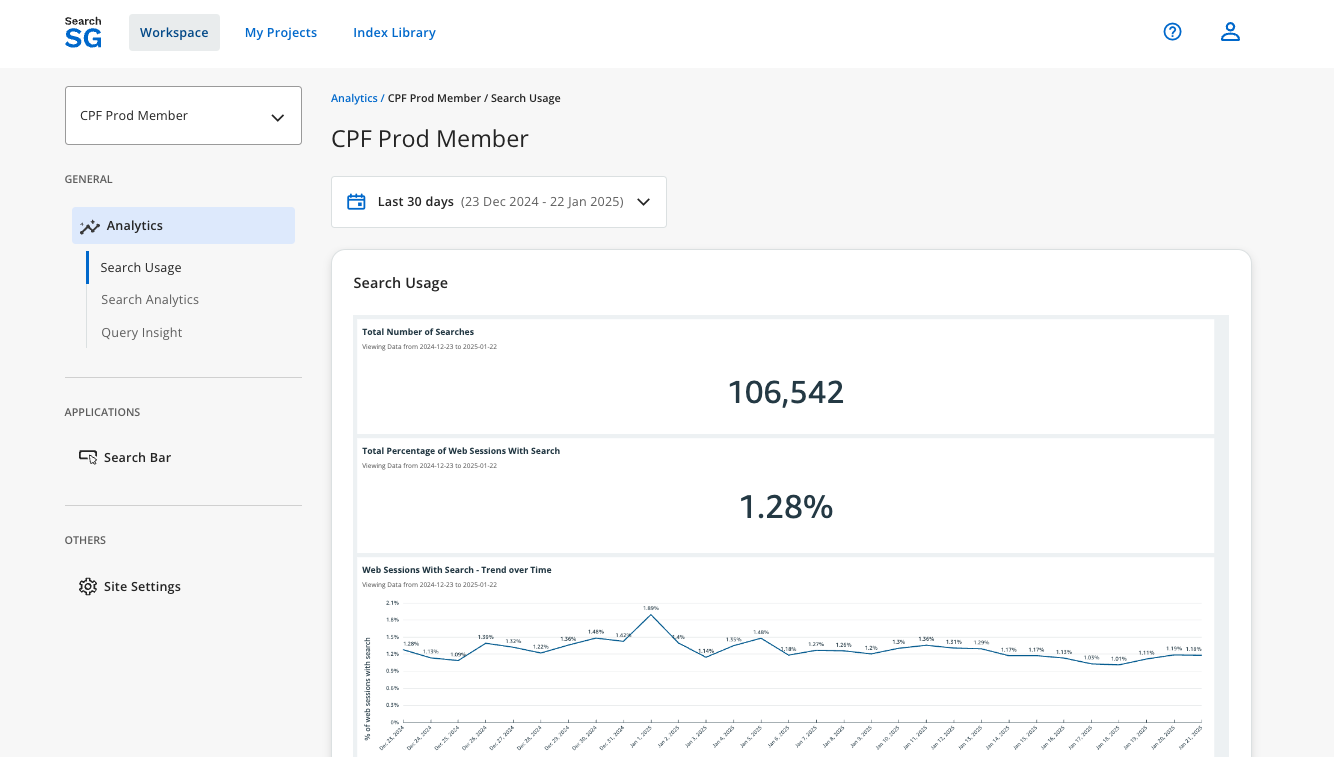 Search
SG
Workspace
My Projects
Index Library
CPF Prod Member
GENERAL
Analytics
Search Usage
Search Analytics
Query Insight
APPLICATIONS
Search Bar
OTHERS
Site Settings
Analytics / CPF Prod Member / Search Usage
CPF Prod Member
Last 30 days (23 Dec 2024 - 22 Jan 2025)
Search Usage
Total Number of Searches
Viewing Data from 2024-12-23 to 2025-01-22
106,542
Total Percentage of Web Sessions With Search
Viewing Data from 2024-12-23 to 2025-01-22
1.28%
Web Sessions With Search - Trend over Time
Viewing Data from 2024-12-23 to 2025-01-22
% of web sessions with search
2.1%
1.8%
1.5%
1.2%
0.9%
0.6%
0.3%
0%
1.28% 1.13% 1.09% 1.39% 1.32% 1.22% 1.36% 1.48% 1.42% 1.89% 1.4% 1.14% 1.35% 1.48% 1.18% 1.27% 1.26% 1.2% 1.3% 1.36% 1.31% 1.29% 1.17% 1.17% 1.13% 1.03% 1.01% 1.11% 1.19% 1.18%
Dec 23, 2024 Dec 24, 2024 Dec 25, 2024 Dec 26, 2024 Dec 27, 2024 Dec 28, 2024 Dec 29, 2024 Dec 30, 2024 Dec 31, 2024 Jan 1, 2025 Jan 2, 2025 Jan 3, 2025 Jan 4, 2025 Jan 5, 2025 Jan 6, 2025 Jan 7, 2025 Jan 8, 2025 Jan 9, 2025 Jan 10, 2025 Jan 11, 2025 Jan 12, 2025 Jan 13, 2025 Jan 14, 2025 Jan 15, 2025 Jan 16, 2025 Jan 17, 2025 Jan 18, 2025 Jan 19, 2025 Jan 20, 2025 Jan 21, 2025